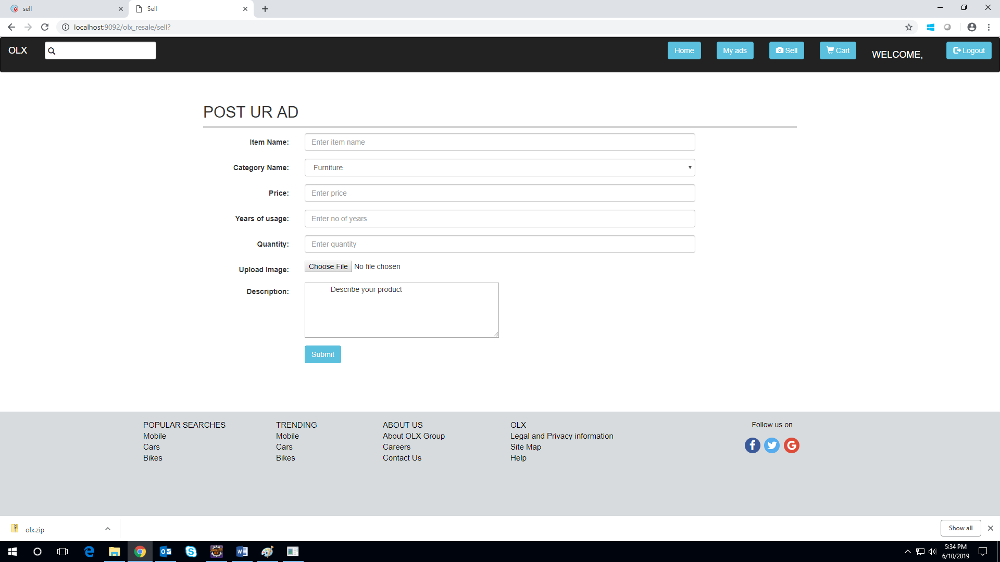 sell
Sell
localhost:9092/olx_resale/sell?
OLX
Home
My ads
Sell
Cart
WELCOME,
Logout
POST UR AD
Item Name:
Enter item name
Category Name:
Furniture
Price:
Enter price
Years of usage:
Enter no of years
Quantity:
Enter quantity
Upload Image:
Choose File No file chosen
Description:
Describe your product
Submit
POPULAR SEARCHES
Mobile
Cars
Bikes
TRENDING
Mobile
Cars
Bikes
ABOUT US
About OLX Group
Careers
Contact Us
OLX
Legal and Privacy information
Site Map
Help
Follow us on
olx.zip
Show all
5:34 PM
6/10/2019